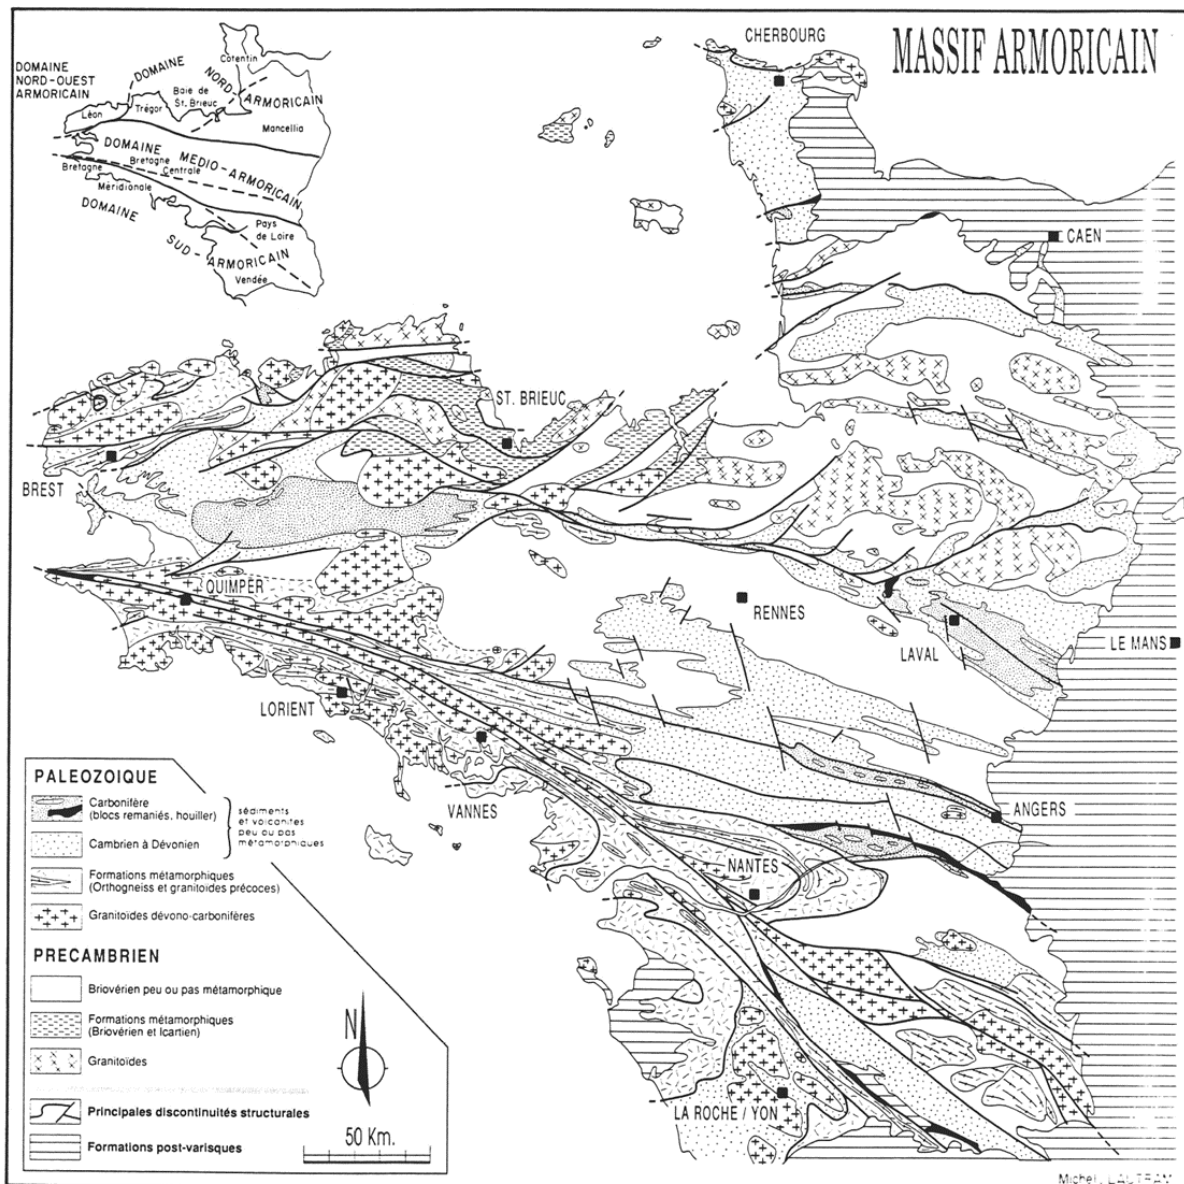 MASSIF ARMORICAIN
DOMAINE
NORD-OUEST
ARMORICAIN
DOMAINE
NORD-
ARMORICAIN
Cotentin
Léon
Trégor
Baie de
St. Brieuc
Mancellia
DOMAINE
MEDIO-ARMORICAIN
Bretagne
Centrale
Bretagne
Méridionale
DOMAINE
SUD-ARMORICAIN
Pays
de Loire
Vendée
CHERBOURG
CAEN
ST. BRIEUC
BREST
QUIMPER
RENNES
LAVAL
LE MANS
LORIENT
VANNES
ANGERS
NANTES
LA ROCHE / YON
PALEOZOIQUE
Carbonifère
(blocs remaniés, houiller)
Cambrien à Dévonien
sédiments
et volcanites
peu ou pas
métamorphiques
Formations métamorphiques
(Orthogneiss et granitoides précoces)
Granitoïdes dévono-carbonifères
PRECAMBRIEN
Briovérien peu ou pas métamorphique
Formations métamorphiques
(Briovérien et Icartien)
Granitoïdes
Principales discontinuités structurales
Formations post-varisques
N
50 Km.
Michel